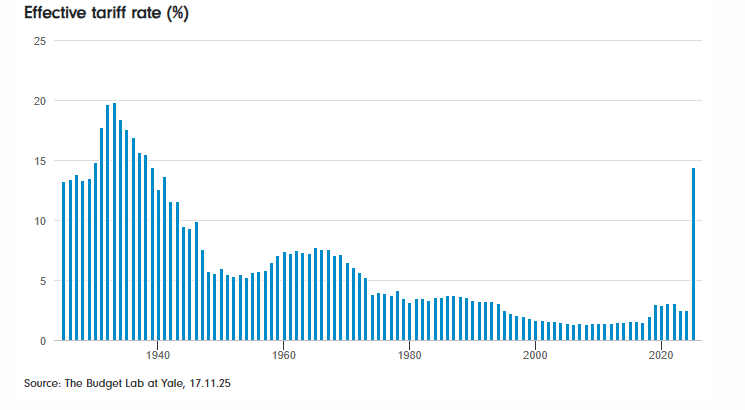 Effective tariff rate (%)
25
20
15
10
5
0
1940 1960 1980 2000 2020
Source: The Budget Lab at Yale, 17.11.25